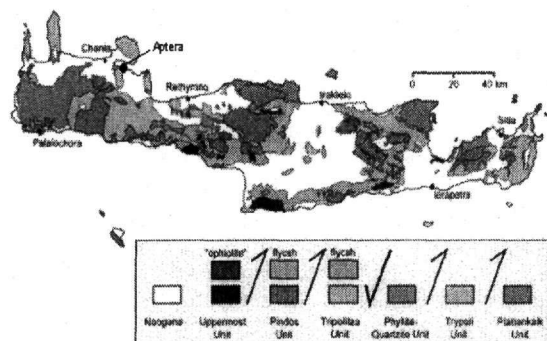 Chania
Aptera
Rethymno
Iraklio
0 20 40 km
Sitia
Palaiochora
Ierapetra
"ophiolite" flysch flysch
Neogene Uppermost Unit Pindos Unit Tripolitza Unit Phyllite-Quartzite Unit Trypali Unit Plattenkalk Unit